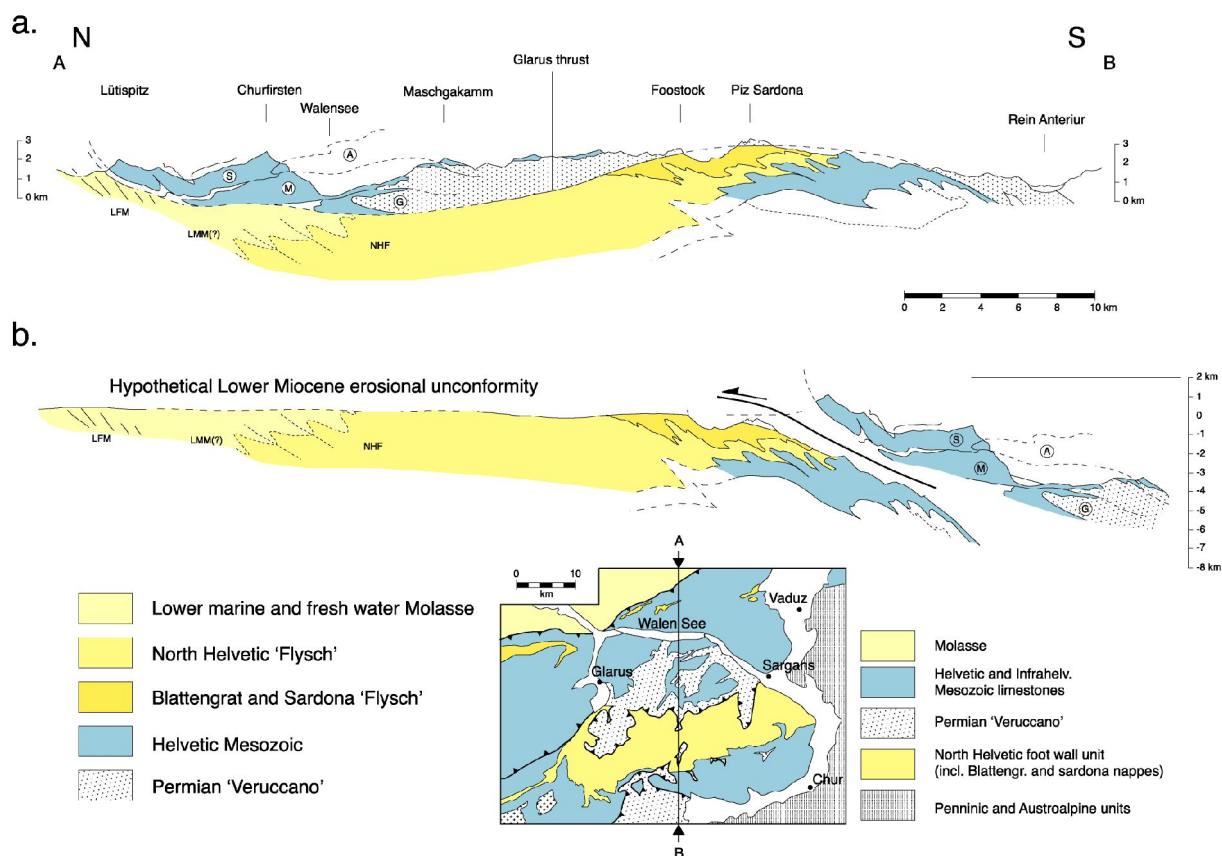 a.
N
S
A
B
Glarus thrust
Lütispitz
Churfirsten
Walensee
Maschgakamm
Foostock
Piz Sardona
Rein Anteriur
3
2
1
0 km
3
2
1
0 km
A
S
M
G
LFM
LMM(?)
NHF
0 2 4 6 8 10 km
b.
Hypothetical Lower Miocene erosional unconformity
2 km
1
0
-1
-2
-3
-4
-5
-6
-7
-8 km
LFM
LMM(?)
NHF
S
A
M
G
Lower marine and fresh water Molasse
North Helvetic ‘Flysch’
Blattengrat and Sardona ‘Flysch’
Helvetic Mesozoic
Permian ‘Veruccano’
A
0 10
km
Vaduz
Walen See
Glarus
Sargans
Chur
B
Molasse
Helvetic and Infrahelv.
Mesozoic limestones
Permian ‘Veruccano’
North Helvetic foot wall unit
(incl. Blattengr. and sardona nappes)
Penninic and Austroalpine units